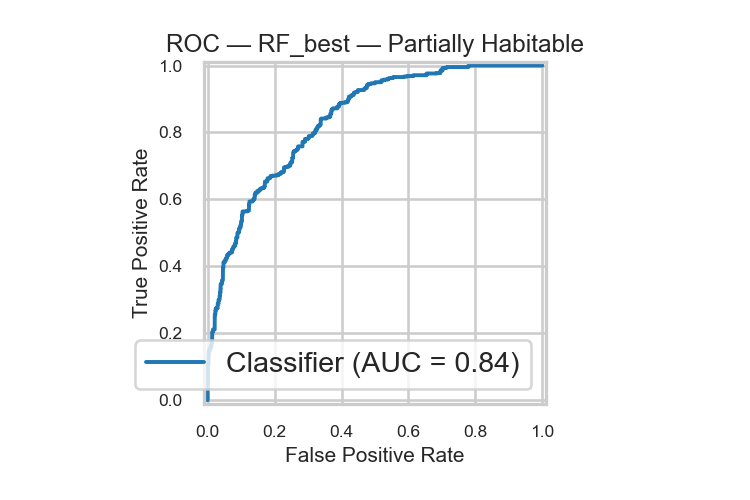 ROC — RF_best — Partially Habitable
True Positive Rate
1.0
0.8
0.6
0.4
0.2
0.0
Classifier (AUC = 0.84)
0.0 0.2 0.4 0.6 0.8 1.0
False Positive Rate